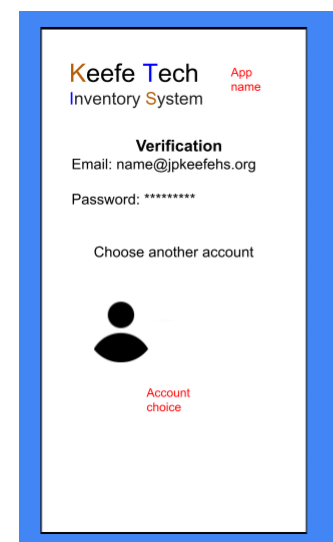 Keefe Tech
App
name
Inventory System
Verification
Email: name@jpkeefehs.org
Password: *********
Choose another account
Account
choice